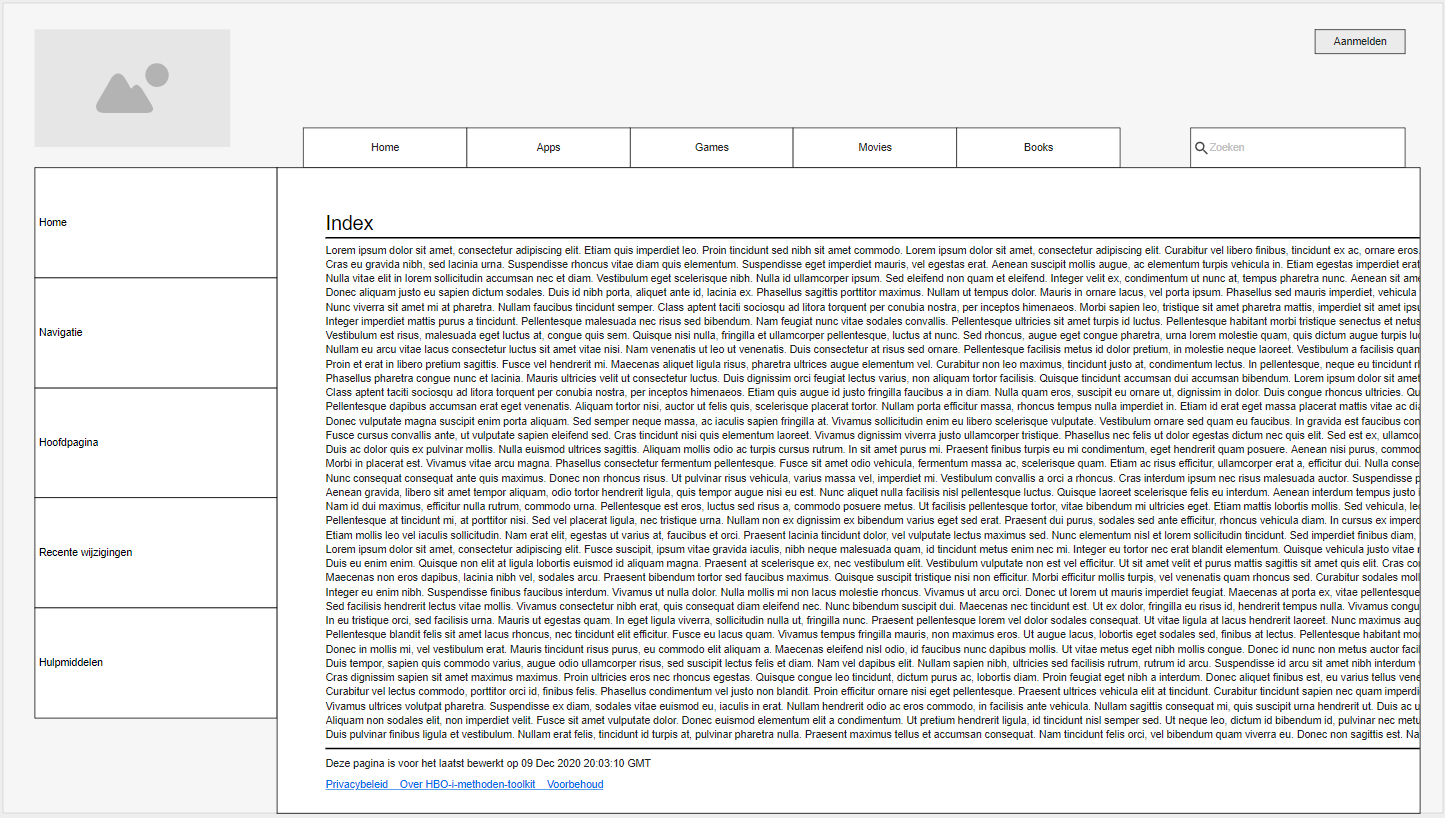 Aanmelden
Home
Apps
Games
Movies
Books
Zoeken
Home
Navigatie
Hoofdpagina
Recente wijzigingen
Hulpmiddelen
Index
Lorem ipsum dolor sit amet, consectetur adipiscing elit. Etiam quis imperdiet leo. Proin tincidunt sed nibh sit amet commodo. Lorem ipsum dolor sit amet, consectetur adipiscing elit. Curabitur vel libero finibus, tincidunt ex ac, ornare eros.
Cras eu gravida nibh, sed lacinia urna. Suspendisse rhoncus vitae diam quis elementum. Suspendisse eget imperdiet mauris, vel egestas erat. Aenean suscipit mollis augue, ac elementum turpis vehicula in. Etiam egestas imperdiet erat
Nulla vitae elit in lorem sollicitudin accumsan nec et diam. Vestibulum eget scelerisque nibh. Nulla id ullamcorper ipsum. Sed eleifend non quam et eleifend. Integer velit ex, condimentum ut nunc at, tempus pharetra nunc. Aenean sit
Donec aliquam justo eu sapien dictum sodales. Duis id nibh porta, aliquet ante id, lacinia ex. Phasellus sagittis porttitor maximus. Nullam ut tempus dolor. Mauris in ornare lacus, vel porta ipsum. Phasellus sed mauris imperdiet, vehicula
Nunc viverra sit amet mi at pharetra. Nullam faucibus tincidunt semper. Class aptent taciti sociosqu ad litora torquent per conubia nostra, per inceptos himenaeos. Morbi sapien leo, tristique sit amet pharetra mattis, imperdiet sit amet
Integer imperdiet mattis purus a tincidunt. Pellentesque malesuada nec risus sed bibendum. Nam feugiat nunc vitae sodales convallis. Pellentesque ultricies sit amet turpis id luctus. Pellentesque habitant morbi tristique senectus et
Vestibulum est risus, malesuada eget luctus at, congue quis sem. Quisque nisi nulla, fringilla et ullamcorper pellentesque, luctus at nunc. Sed rhoncus, augue eget congue pharetra, urna lorem molestie quam, quis dictum augue turpis
Nullam eu arcu vitae lacus consectetur luctus sit amet vitae nisi. Nam venenatis ut leo ut venenatis. Duis consectetur at risus sed ornare. Pellentesque facilisis metus id dolor pretium, in molestie neque laoreet. Vestibulum a facilisis quam
Proin et erat in libero pretium sagittis. Fusce vel hendrerit mi. Maecenas aliquet ligula risus, pharetra ultrices augue elementum vel. Curabitur non leo maximus, tincidunt justo at, condimentum lectus. In pellentesque, neque eu tincidunt
Phasellus pharetra congue nunc et lacinia. Mauris ultricies velit ut consectetur luctus. Duis dignissim orci feugiat lectus varius, non aliquam tortor facilisis. Quisque tincidunt accumsan dui accumsan bibendum. Lorem ipsum dolor sit amet
Class aptent taciti sociosqu ad litora torquent per conubia nostra, per inceptos himenaeos. Etiam quis augue id justo fringilla faucibus a in diam. Nulla quam eros, suscipit eu ornare ut, dignissim in dolor. Duis congue rhoncus ultricies.
Pellentesque dapibus accumsan erat eget venenatis. Aliquam tortor nisi, auctor ut felis quis, scelerisque placerat tortor. Nullam porta efficitur massa, rhoncus tempus nulla imperdiet in. Etiam id erat eget massa placerat mattis vitae ac
Donec vulputate magna suscipit enim porta aliquam. Sed semper neque massa, ac iaculis sapien fringilla at. Vivamus sollicitudin enim eu libero scelerisque vulputate. Vestibulum ornare sed quam eu faucibus. In gravida est faucibus
Fusce cursus convallis ante, ut vulputate sapien eleifend sed. Cras tincidunt nisi quis elementum laoreet. Vivamus dignissim viverra justo ullamcorper tristique. Phasellus nec felis ut dolor egestas dictum nec quis elit. Sed est ex,
Duis ac dolor quis ex pulvinar mollis. Nulla euismod ultrices sagittis. Aliquam mollis odio ac turpis cursus rutrum. In sit amet purus mi. Praesent finibus turpis eu mi condimentum, eget hendrerit quam posuere. Aenean nisi purus,
Morbi in placerat est. Vivamus vitae arcu magna. Phasellus consectetur fermentum pellentesque. Fusce sit amet odio vehicula, fermentum massa ac, scelerisque quam. Etiam ac risus efficitur, ullamcorper erat a, efficitur dui. Nulla
Nunc consequat consequat ante quis maximus. Donec non rhoncus risus. Ut pulvinar risus vehicula, varius massa vel, imperdiet mi. Vestibulum convallis a orci a rhoncus. Cras interdum ipsum nec risus malesuada auctor. Suspendisse
Aenean gravida, libero sit amet tempor aliquam, odio tortor hendrerit ligula, quis tempor augue nisi eu est. Nunc aliquet nulla facilisis nisl pellentesque luctus. Quisque laoreet scelerisque felis eu interdum. Aenean interdum tempus justo
Nam id dui maximus, efficitur nulla rutrum, commodo urna. Pellentesque est eros, luctus sed risus a, commodo posuere metus. Ut facilisis pellentesque tortor, vitae bibendum mi ultricies eget. Etiam mattis lobortis mollis. Sed vehicula,
Pellentesque at tincidunt mi, at porttitor nisi. Sed vel placerat ligula, nec tristique urna. Nullam non ex dignissim ex bibendum varius eget sed erat. Praesent dui purus, sodales sed ante efficitur, rhoncus vehicula diam. In cursus ex
Etiam mollis leo vel iaculis sollicitudin. Nam erat elit, egestas ut varius at, faucibus et orci. Praesent lacinia tincidunt dolor, vel vulputate lectus maximus sed. Nunc elementum nisl et lorem sollicitudin tincidunt. Sed imperdiet finibus diam,
Lorem ipsum dolor sit amet, consectetur adipiscing elit. Fusce suscipit, ipsum vitae gravida iaculis, nibh neque malesuada quam, id tincidunt metus enim nec mi. Integer eu tortor nec erat blandit elementum. Quisque vehicula justo vitae
Duis eu enim enim. Quisque non elit at ligula lobortis euismod id aliquam magna. Praesent at scelerisque ex, nec vestibulum elit. Vestibulum vulputate non est vel efficitur. Ut sit amet velit et purus mattis sagittis sit amet quis elit. Cras
Maecenas non eros dapibus, lacinia nibh vel, sodales arcu. Praesent bibendum tortor sed faucibus maximus. Quisque suscipit tristique nisi non efficitur. Morbi efficitur mollis turpis, vel venenatis quam rhoncus sed. Curabitur sodales
Integer eu enim nibh. Suspendisse finibus faucibus interdum. Vivamus ut nulla dolor. Nulla mollis mi non lacus molestie rhoncus. Vivamus ut arcu orci. Donec ut lorem ut mauris imperdiet feugiat. Maecenas at porta ex, vitae pellentesque
Sed facilisis hendrerit lectus vitae mollis. Vivamus consectetur nibh erat, quis consequat diam eleifend nec. Nunc bibendum suscipit dui. Maecenas nec tincidunt est. Ut ex dolor, fringilla eu risus id, hendrerit tempus nulla. Vivamus
In eu tristique orci, sed facilisis urna. Mauris ut egestas quam. In eget ligula viverra, sollicitudin nulla ut, fringilla nunc. Praesent pellentesque lorem vel dolor sodales consequat. Ut vitae ligula at lacus hendrerit laoreet. Nunc maximus
Pellentesque blandit felis sit amet lacus rhoncus, nec tincidunt elit efficitur. Fusce eu lacus quam. Vivamus tempus fringilla mauris, non maximus eros. Ut augue lacus, lobortis eget sodales sed, finibus at lectus. Pellentesque habitant
Donec in mollis mi, vel vestibulum erat. Mauris tincidunt risus purus, eu commodo elit aliquam a. Maecenas eleifend nisl odio, id faucibus nunc dapibus mollis. Ut vitae metus eget nibh mollis congue. Donec id nunc non metus auctor
Duis tempor, sapien quis commodo varius, augue odio ullamcorper risus, sed suscipit lectus felis et diam. Nam vel dapibus elit. Nullam sapien nibh, ultricies sed facilisis rutrum, rutrum id arcu. Suspendisse id arcu sit amet nibh interdum
Cras dignissim sapien sit amet maximus maximus. Proin ultricies eros nec rhoncus egestas. Quisque congue leo tincidunt, dictum purus ac, lobortis diam. Proin feugiat eget nibh a interdum. Donec aliquet finibus est, eu varius tellus
Curabitur vel lectus commodo, porttitor orci id, finibus felis. Phasellus condimentum vel justo non blandit. Proin efficitur ornare nisi eget pellentesque. Praesent ultrices vehicula elit at tincidunt. Curabitur tincidunt sapien nec quam
Vivamus ultrices volutpat pharetra. Suspendisse ex diam, sodales vitae euismod eu, iaculis in erat. Nullam hendrerit odio ac eros commodo, in facilisis ante vehicula. Nullam sagittis consequat mi, quis suscipit urna hendrerit ut. Duis ac
Aliquam non sodales elit, non imperdiet velit. Fusce sit amet vulputate dolor. Donec euismod elementum elit a condimentum. Ut pretium hendrerit ligula, id tincidunt nisl semper sed. Ut neque leo, dictum id bibendum id, pulvinar nec
Duis pulvinar finibus ligula et vestibulum. Nullam erat felis, tincidunt id turpis at, pulvinar pharetra nulla. Praesent maximus tellus et accumsan consequat. Nam tincidunt felis orci, vel bibendum quam viverra eu. Donec non sagittis est.
Deze pagina is voor het laatst bewerkt op 09 Dec 2020 20:03:10 GMT
Privacybeleid Over HBO-i-methoden-toolkit Voorbehoud